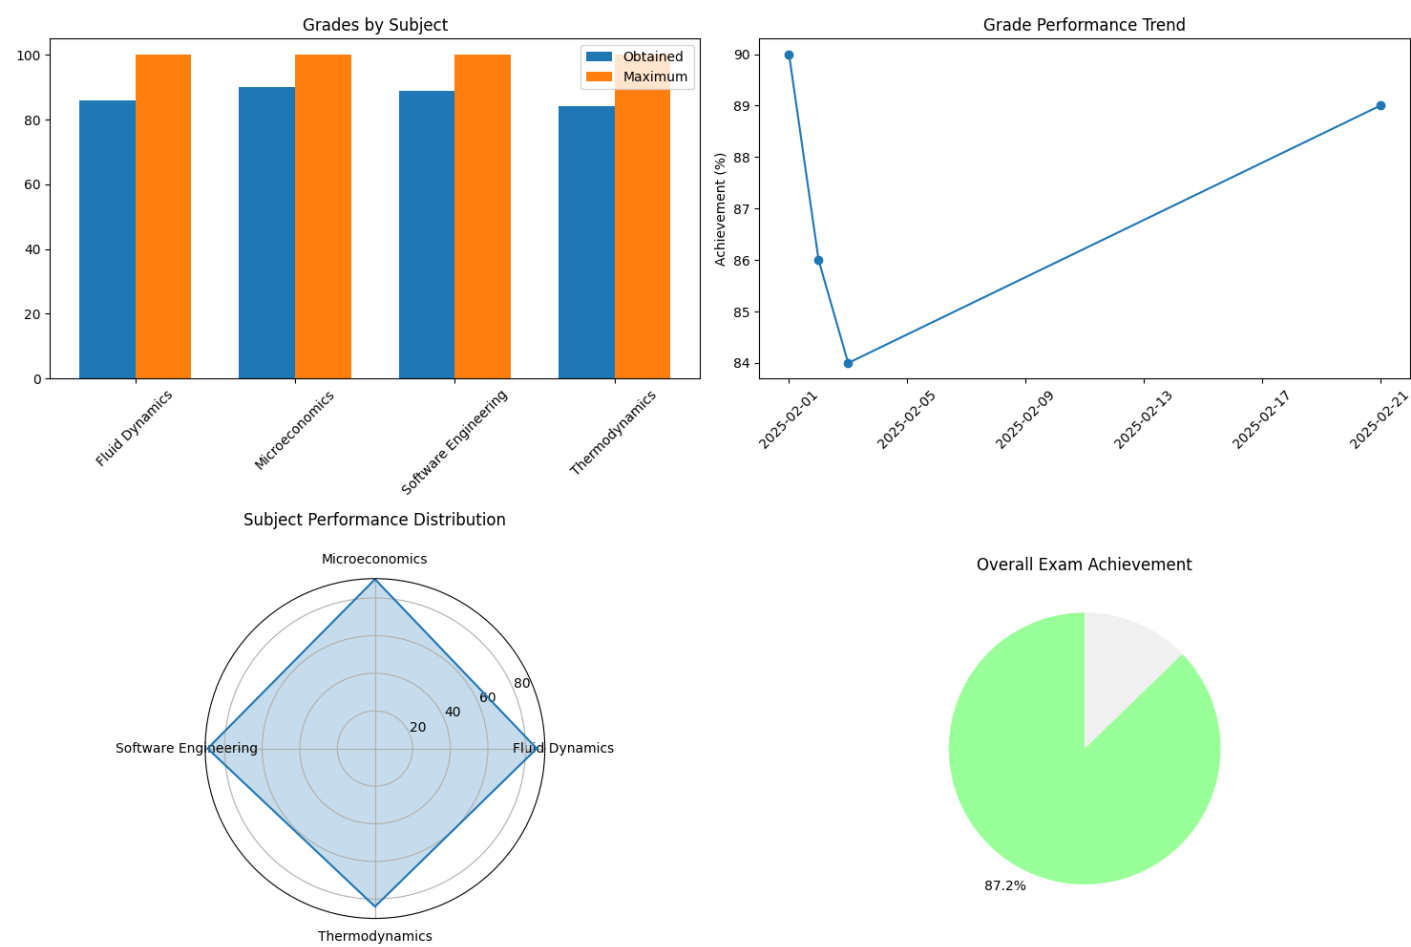 Grades by Subject
100
80
60
40
20
0
Obtained
Maximum
Fluid Dynamics
Microeconomics
Software Engineering
Thermodynamics
Grade Performance Trend
Achievement (%)
90
89
88
87
86
85
84
2025-02-01
2025-02-05
2025-02-09
2025-02-13
2025-02-17
2025-02-21
Subject Performance Distribution
Microeconomics
80
60
40
20
Software Engineering
Fluid Dynamics
Thermodynamics
Overall Exam Achievement
87.2%